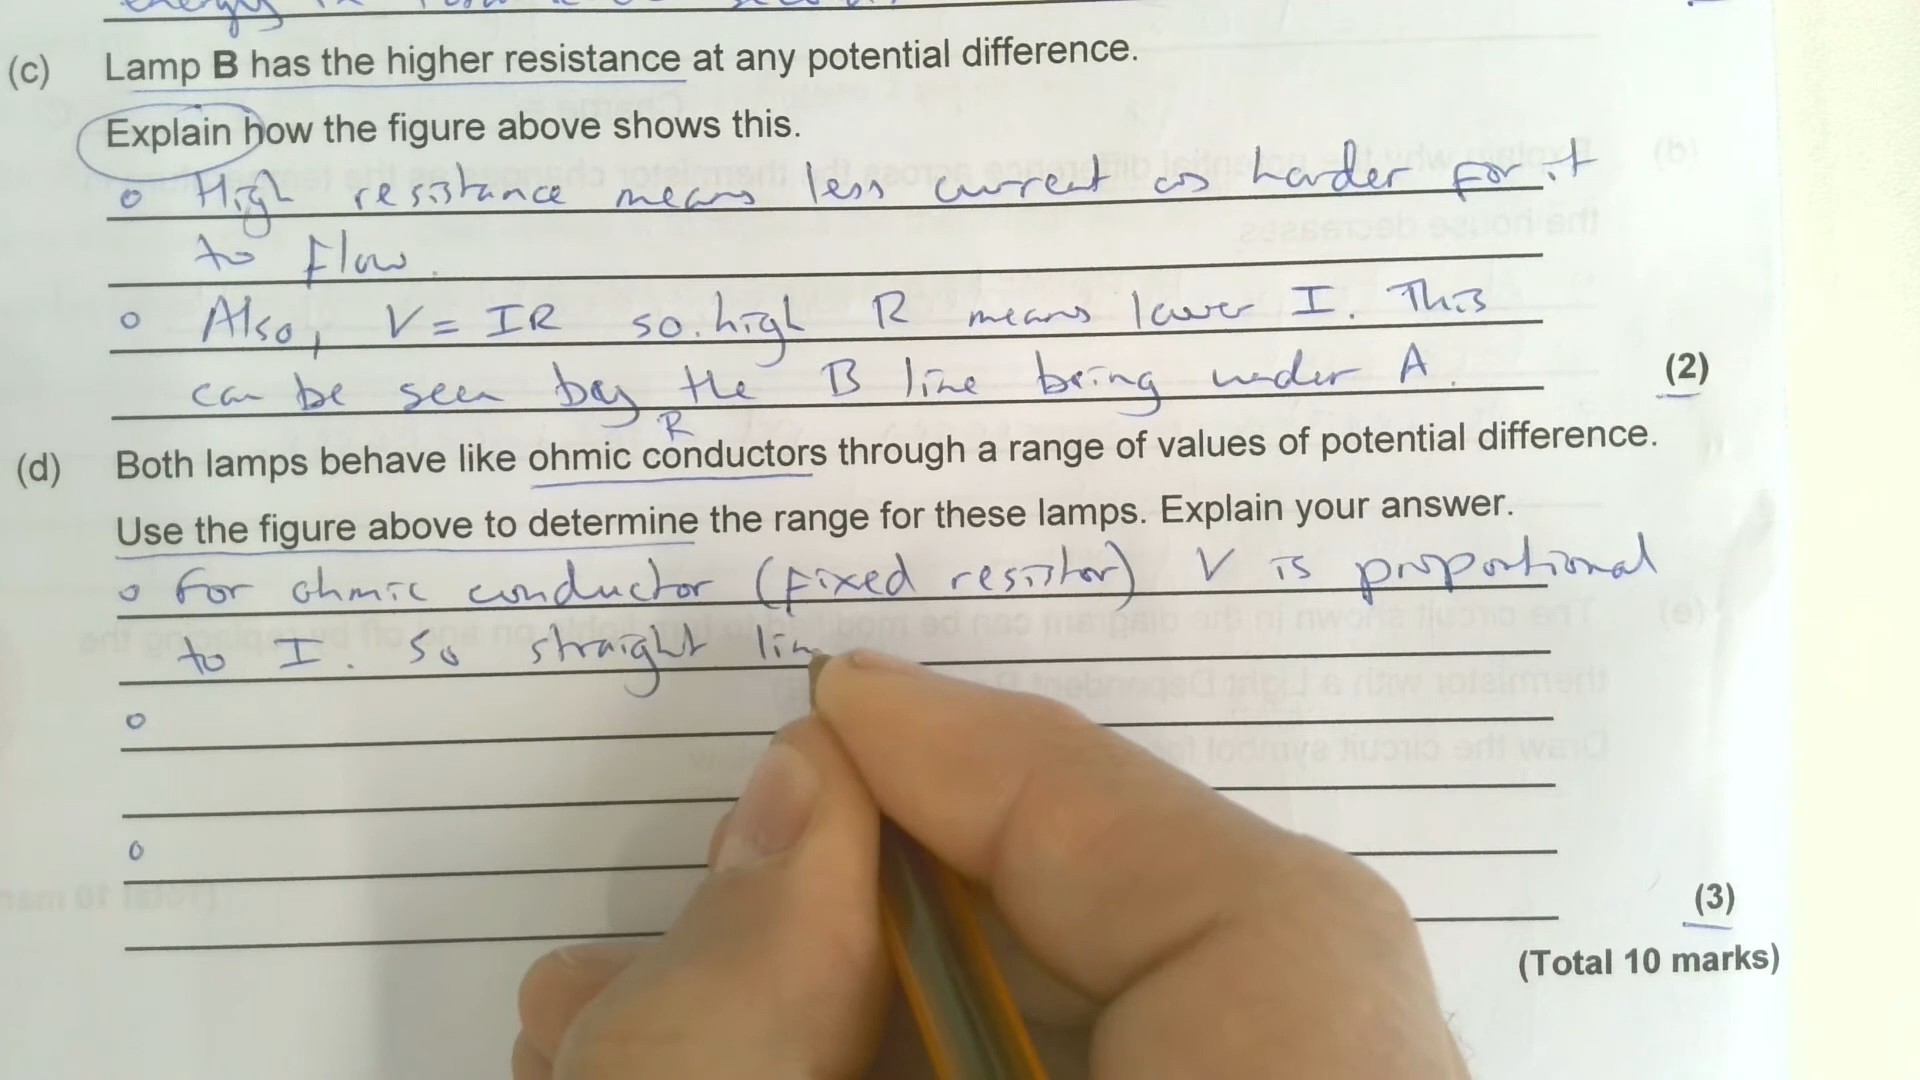 energy
(c) Lamp B has the higher resistance at any potential difference.
Explain how the figure above shows this.
o High resistance means less current as harder for it
to flow.
o Also, V = IR so high R means lower I. This
can be seen by the B line being under A.
(2)
R
(d) Both lamps behave like ohmic conductors through a range of values of potential difference.
Use the figure above to determine the range for these lamps. Explain your answer.
o For ohmic conductor (fixed resistor) V is proportional
to I. So straight lin
o
o
(3)
(Total 10 marks)